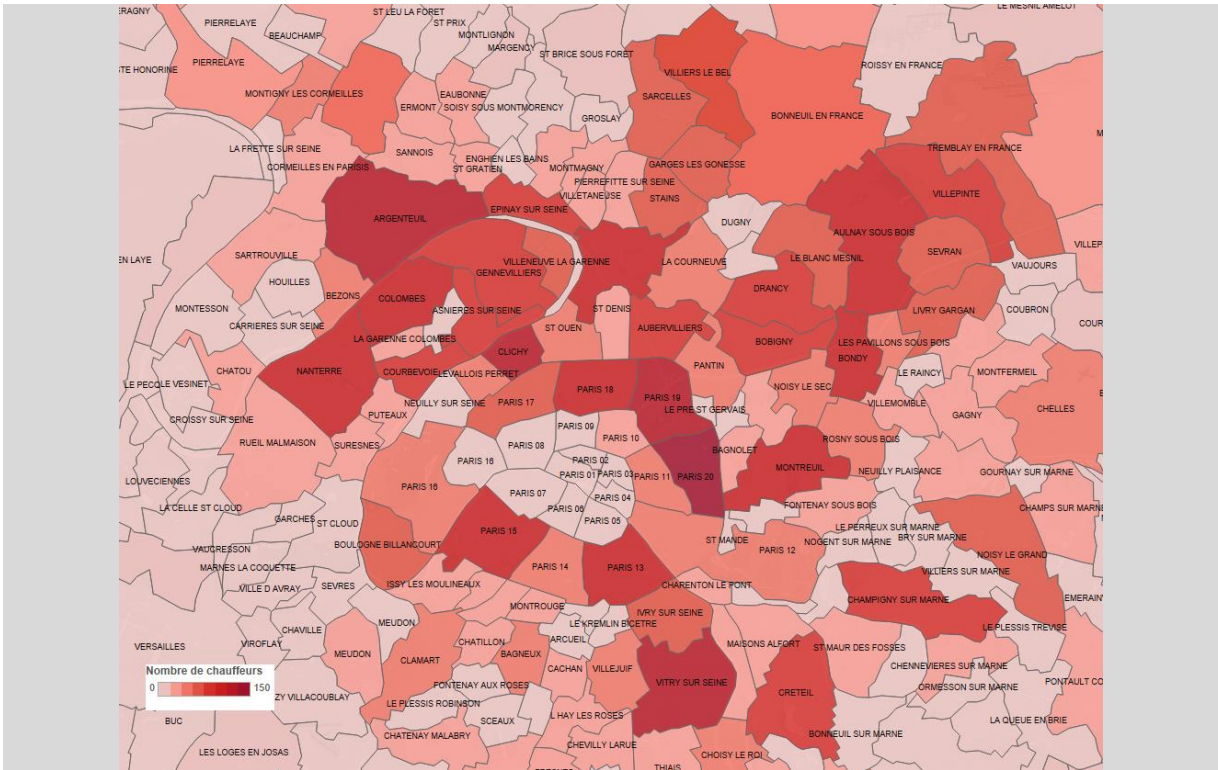 ERAGNY
PIERRELAYE
ST LEU LA FORET
ST PRIX
LE MESNIL AMELOT
BEAUCHAMP
MONTLIGNON
MARGENCY
ST BRICE SOUS FORET
PIERRELAYE
TE HONORINE
ROISSY EN FRANCE
VILLIERS LE BEL
MONTIGNY LES CORMEILLES
EAUBONNE
SARCELLES
ERMONT
SOISY SOUS MONTMORENCY
GROSLAY
BONNEUIL EN FRANCE
LA FRETTE SUR SEINE
SANNOIS
ENGHIEN LES BAINS
TREMBLAY EN FRANCE
CORMEILLES EN PARISIS
ST GRATIEN
MONTMAGNY
GARGES LES GONESSE
PIERREFITTE SUR SEINE
VILLETANEUSE
STAINS
VILLEPINTE
EPINAY SUR SEINE
ARGENTEUIL
DUGNY
AULNAY SOUS BOIS
VILLEP
SARTROUVILLE
EN LAYE
VILLENEUVE LA GARENNE
LA COURNEUVE
LE BLANC MESNIL
SEVRAN
GENNEVILLIERS
VAUJOURS
HOUILLES
DRANCY
BEZONS
COLOMBES
MONTESSON
ASNIERES SUR SEINE
ST DENIS
LIVRY GARGAN
COUBRON
COUR
CARRIERES SUR SEINE
ST OUEN
AUBERVILLIERS
LA GARENNE COLOMBES
BOBIGNY
LES PAVILLONS SOUS BOIS
CLICHY
BONDY
CHATOU
NANTERRE
COURBEVOIE
LEVALLOIS PERRET
PANTIN
LE RAINCY
MONTFERMEIL
LE PECQ
LE VESINET
NOISY LE SEC
PARIS 18
PARIS 19
NEUILLY SUR SEINE
PARIS 17
VILLEMOMBLE
CHELLES
LE PRE ST GERVAIS
CROISSY SUR SEINE
PUTEAUX
GAGNY
PARIS 09
PARIS 10
RUEIL MALMAISON
SURESNES
PARIS 08
ROSNY SOUS BOIS
BAGNOLET
PARIS 16
PARIS 02
MONTREUIL
NEUILLY PLAISANCE
GOURNAY SUR MARNE
PARIS 01
PARIS 03
PARIS 11
PARIS 20
LOUVECIENNES
PARIS 16
PARIS 07
PARIS 04
PARIS 06
FONTENAY SOUS BOIS
CHAMPS SUR MARNE
LA CELLE ST CLOUD
GARCHES
ST CLOUD
PARIS 05
PARIS 15
LE PERREUX SUR MARNE
BRY SUR MARNE
NOGENT SUR MARNE
ST MANDE
VAUCRESSON
BOULOGNE BILLANCOURT
PARIS 12
NOISY LE GRAND
MARNES LA COQUETTE
PARIS 14
PARIS 13
VILLIERS SUR MARNE
VILLE D AVRAY
SEVRES
ISSY LES MOULINEAUX
CHARENTON LE PONT
EMERAIN
CHAMPIGNY SUR MARNE
MONTROUGE
IVRY SUR SEINE
MEUDON
LE KREMLIN BICETRE
LE PLESSIS TREVISE
CHAVILLE
ARCUEIL
VERSAILLES
VIROFLAY
CHATILLON
MAISONS ALFORT
ST MAUR DES FOSSES
MEUDON
CLAMART
BAGNEUX
CACHAN
VILLEJUIF
CHENNEVIERES SUR MARNE
Nombre de chauffeurs
0 150
VITRY SUR SEINE
FONTENAY AUX ROSES
CRETEIL
ORMESSON SUR MARNE
PONTAULT CO
ZY VILLACOUBLAY
LE PLESSIS ROBINSON
BUC
SCEAUX
L HAY LES ROSES
LA QUEUE EN BRIE
CHATENAY MALABRY
BONNEUIL SUR MARNE
CHEVILLY LARUE
LES LOGES EN JOSAS
CHOISY LE ROI
THIAIS